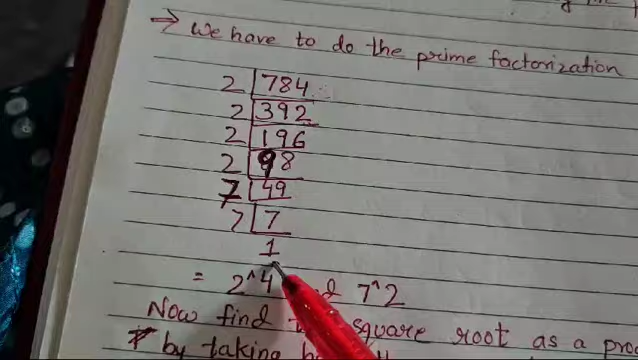 → We have to do the prime factorization
2 | 784
2 | 392
2 | 196
2 | 98
7 | 49
7 | 7
1
= 2^4 7^2
Now find square root as a
by taking